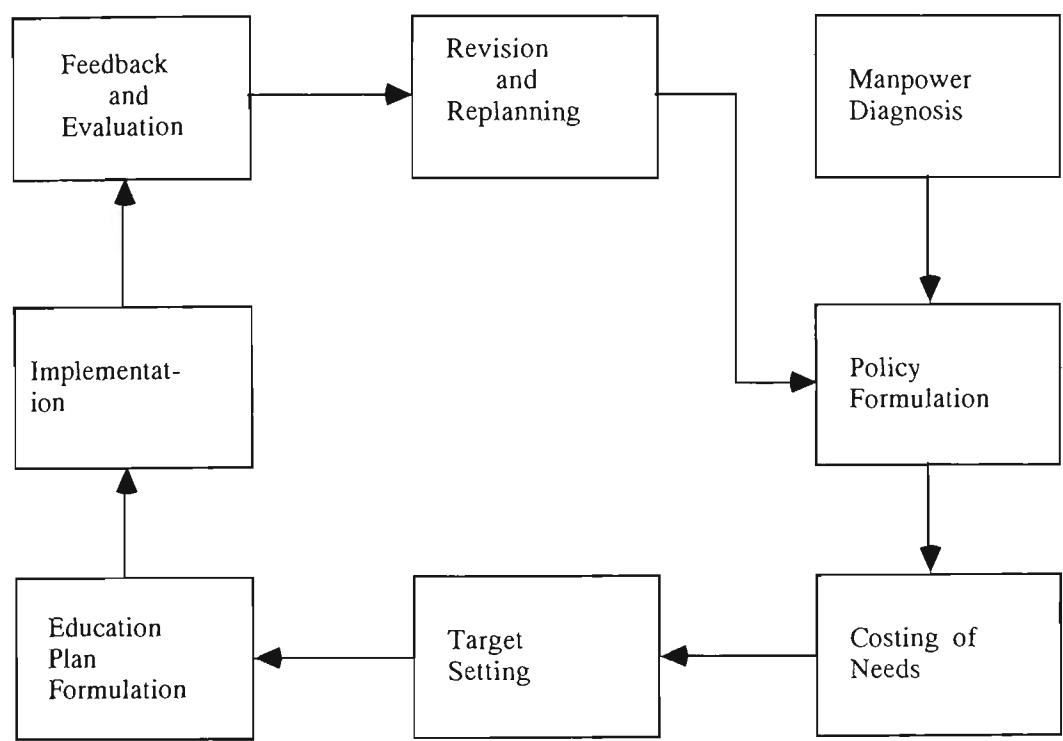 Feedback
and
Evaluation
Revision
and
Replanning
Manpower
Diagnosis
Implementat-
ion
Policy
Formulation
Education
Plan
Formulation
Target
Setting
Costing of
Needs